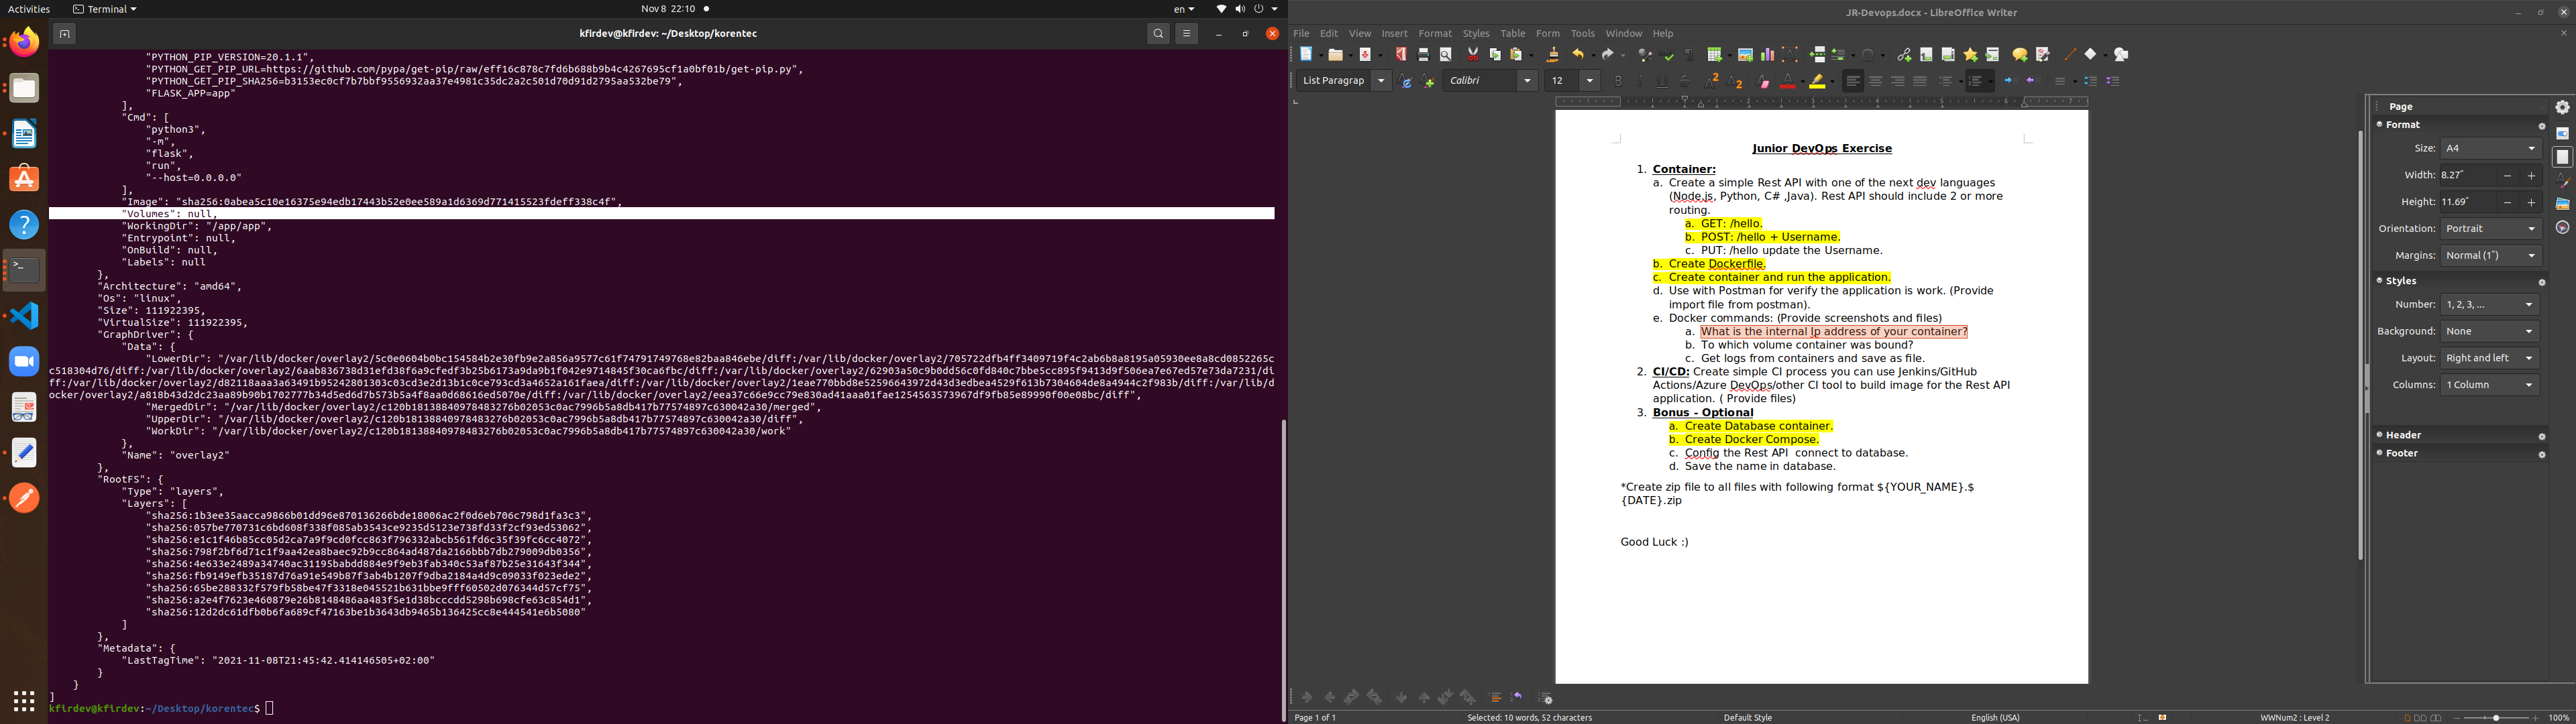 Activities
Terminal
Nov 8 22:10
en
kfirdev@kfirdev: ~/Desktop/korentec
"PYTHON_PIP_VERSION=20.1.1",
"PYTHON_GET_PIP_URL=https://github.com/pypa/get-pip/raw/eff16c878c7fd6b688b9b4c4267695cf1a0bf01b/get-pip.py",
"PYTHON_GET_PIP_SHA256=b3153ec0cf7b7bbf9556932aa37e4981c35dc2a2c501d70d91d2795aa532be79",
"FLASK_APP=app"
],
"Cmd": [
"python3",
"-m",
"flask",
"run",
"--host=0.0.0.0"
],
"Image": "sha256:0abea5c10e16375e94edb17443b52e0ee589a1d6369d771415523fdeff338c4f",
"Volumes": null,
"WorkingDir": "/app/app",
"Entrypoint": null,
"OnBuild": null,
"Labels": null
},
"Architecture": "amd64",
"Os": "linux",
"Size": 111922395,
"VirtualSize": 111922395,
"GraphDriver": {
"Data": {
"LowerDir": "/var/lib/docker/overlay2/5c0e0604b0bc154584b2e30fb9e2a856a9577c61f74791749768e82baa846ebe/diff:/var/lib/docker/overlay2/705722dfb4ff3409719f4c2ab6b8a8195a05930ee8a8cd0852265c
c518304d76/diff:/var/lib/docker/overlay2/6aab836738d31efd38f6a9cfedf3b25b6173a9da9b1f042e9714845f30ca6fbc/diff:/var/lib/docker/overlay2/62903a50c9b0dd56c0fd840c7bbe5cc895f9413d9f506ea7e67ed57e73da7231/di
ff:/var/lib/docker/overlay2/d82118aaa3a63491b95242801303c03cd3e2d13b1c0ce793cd3a4652a161faea/diff:/var/lib/docker/overlay2/1eae770bbd8e52596643972d43d3edbea4529f613b7304604de8a4944c2f983b/diff:/var/lib/d
ocker/overlay2/a818b43d2dc23aa89b90b1702777b34d5ed6d7b573b5a4f8aa0d68616ed5070e/diff:/var/lib/docker/overlay2/eea37c66e9cc79e830ad41aaa01fae1254563573967df9fb85e89990f00e08bc/diff",
"MergedDir": "/var/lib/docker/overlay2/c120b18138840978483276b02053c0ac7996b5a8db417b77574897c630042a30/merged",
"UpperDir": "/var/lib/docker/overlay2/c120b18138840978483276b02053c0ac7996b5a8db417b77574897c630042a30/diff",
"WorkDir": "/var/lib/docker/overlay2/c120b18138840978483276b02053c0ac7996b5a8db417b77574897c630042a30/work"
},
"Name": "overlay2"
},
"RootFS": {
"Type": "layers",
"Layers": [
"sha256:1b3ee35aacca9866b01dd96e870136266bde18006ac2f0d6eb706c798d1fa3c3",
"sha256:057be770731c6bd608f338f085ab3543ce9235d5123e738fd33f2cf93ed53062",
"sha256:e1c1f46b85cc05d2ca7a9f9cd0fcc863f796332abcb561fd6c35f39fc6cc4072",
"sha256:798f2bf6d71c1f9aa42ea8baec92b9cc864ad487da2166bbb7db279009db0356",
"sha256:4e633e2489a34740ac31195babdd884e9f9eb3fab340c53af87b25e31643f344",
"sha256:fb9149efb35187d76a91e549b87f3ab4b1207f9dba2184a4d9c09033f023ede2",
"sha256:65be288332f579fb58be47f3318e045521b631bbe9fff60502d076344d57cf75",
"sha256:a2e4f7623e460879e26b8148486aa483f5e1d38bcccdd5298b698cfe63c854d1",
"sha256:12d2dc61dfb0b6fa689cf47163be1b3643db9465b136425cc8e444541e6b5080"
]
},
"Metadata": {
"LastTagTime": "2021-11-08T21:45:42.414146505+02:00"
}
}
]
kfirdev@kfirdev:~/Desktop/korentec$
JR-Devops.docx - LibreOffice Writer
File Edit View Insert Format Styles Table Form Tools Window Help
List Paragrap
Calibri
12
Junior DevOps Exercise
1. Container:
a. Create a simple Rest API with one of the next dev languages
(Node.js, Python, C# ,Java). Rest API should include 2 or more
routing.
a. GET: /hello.
b. POST: /hello + Username.
c. PUT: /hello update the Username.
b. Create Dockerfile.
c. Create container and run the application.
d. Use with Postman for verify the application is work. (Provide
import file from postman).
e. Docker commands: (Provide screenshots and files)
a. What is the internal Ip address of your container?
b. To which volume container was bound?
c. Get logs from containers and save as file.
2. CI/CD: Create simple CI process you can use Jenkins/GitHub
Actions/Azure DevOps/other CI tool to build image for the Rest API
application. ( Provide files)
3. Bonus - Optional
a. Create Database container.
b. Create Docker Compose.
c. Config the Rest API connect to database.
d. Save the name in database.
*Create zip file to all files with following format ${YOUR_NAME}.$
{DATE}.zip
Good Luck :)
Page
Format
Size: A4
Width: 8.27"
Height: 11.69"
Orientation: Portrait
Margins: Normal (1")
Styles
Number: 1, 2, 3, ...
Background: None
Layout: Right and left
Columns: 1 Column
Header
Footer
Page 1 of 1
Selected: 10 words, 52 characters
Default Style
English (USA)
WWNum2 : Level 2
100%